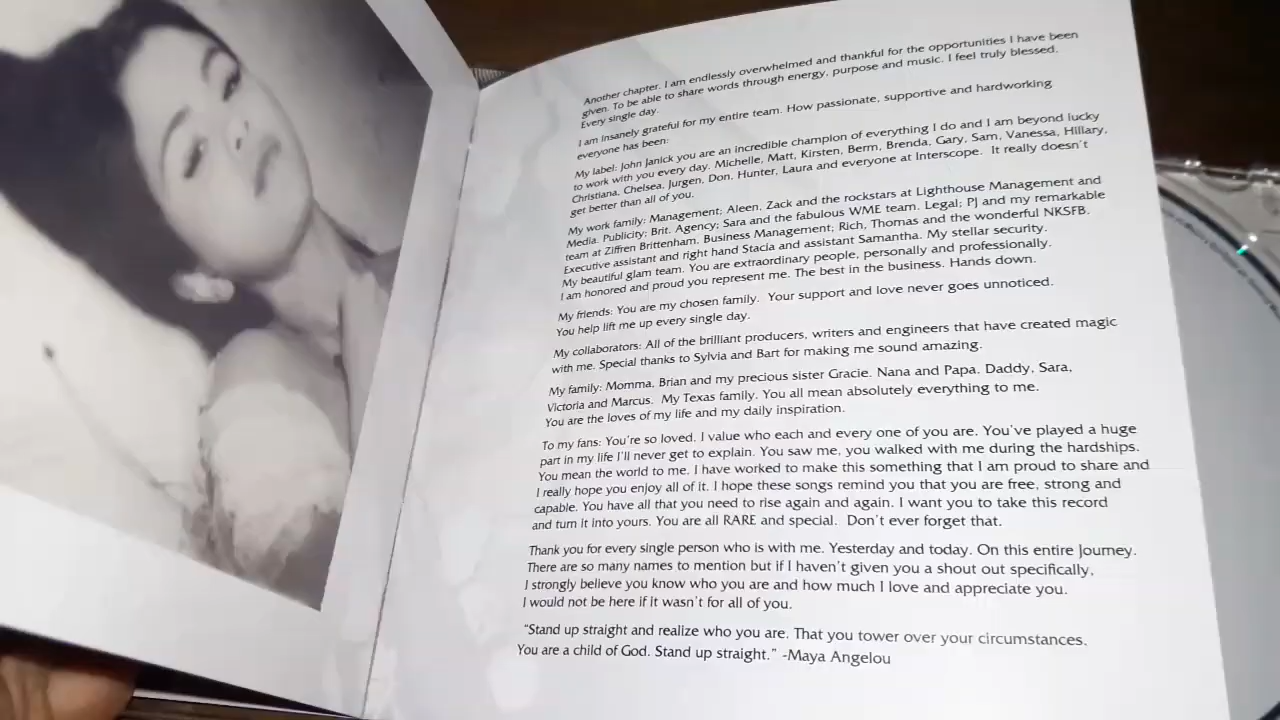 Another chapter. I am endlessly overwhelmed and thankful for the opportunities I have been
given. To be able to share words through energy, purpose and music. I feel truly blessed.
Every single day.
I am insanely grateful for my entire team. How passionate, supportive and hardworking
everyone has been:
My label: John Janick you are an incredible champion of everything I do and I am beyond lucky
to work with you every day. Michelle, Matt, Kirsten, Berm, Brenda, Gary, Sam, Vanessa, Hillary,
Christiana, Chelsea, Jurgen, Don, Hunter, Laura and everyone at Interscope. It really doesn't
get better than all of you.
My work family: Management; Aleen, Zack and the rockstars at Lighthouse Management and
Media. Publicity; Brit. Agency; Sara and the fabulous WME team. Legal; PJ and my remarkable
team at Ziffren Brittenham. Business Management; Rich, Thomas and the wonderful NKSFB.
Executive assistant and right hand Stacia and assistant Samantha. My stellar security.
My beautiful glam team. You are extraordinary people, personally and professionally.
I am honored and proud you represent me. The best in the business. Hands down.
My friends: You are my chosen family. Your support and love never goes unnoticed.
You help lift me up every single day.
My collaborators: All of the brilliant producers, writers and engineers that have created magic
with me. Special thanks to Sylvia and Bart for making me sound amazing.
My family: Momma, Brian and my precious sister Gracie. Nana and Papa. Daddy, Sara,
Victoria and Marcus. My Texas family. You all mean absolutely everything to me.
You are the loves of my life and my daily inspiration.
To my fans: You're so loved. I value who each and every one of you are. You've played a huge
part in my life I'll never get to explain. You saw me, you walked with me during the hardships.
You mean the world to me. I have worked to make this something that I am proud to share and
I really hope you enjoy all of it. I hope these songs remind you that you are free, strong and
capable. You have all that you need to rise again and again. I want you to take this record
and turn it into yours. You are all RARE and special. Don't ever forget that.
Thank you for every single person who is with me. Yesterday and today. On this entire Journey.
There are so many names to mention but if I haven't given you a shout out specifically,
I strongly believe you know who you are and how much I love and appreciate you.
I would not be here if it wasn't for all of you.
"Stand up straight and realize who you are. That you tower over your circumstances.
You are a child of God. Stand up straight." -Maya Angelou